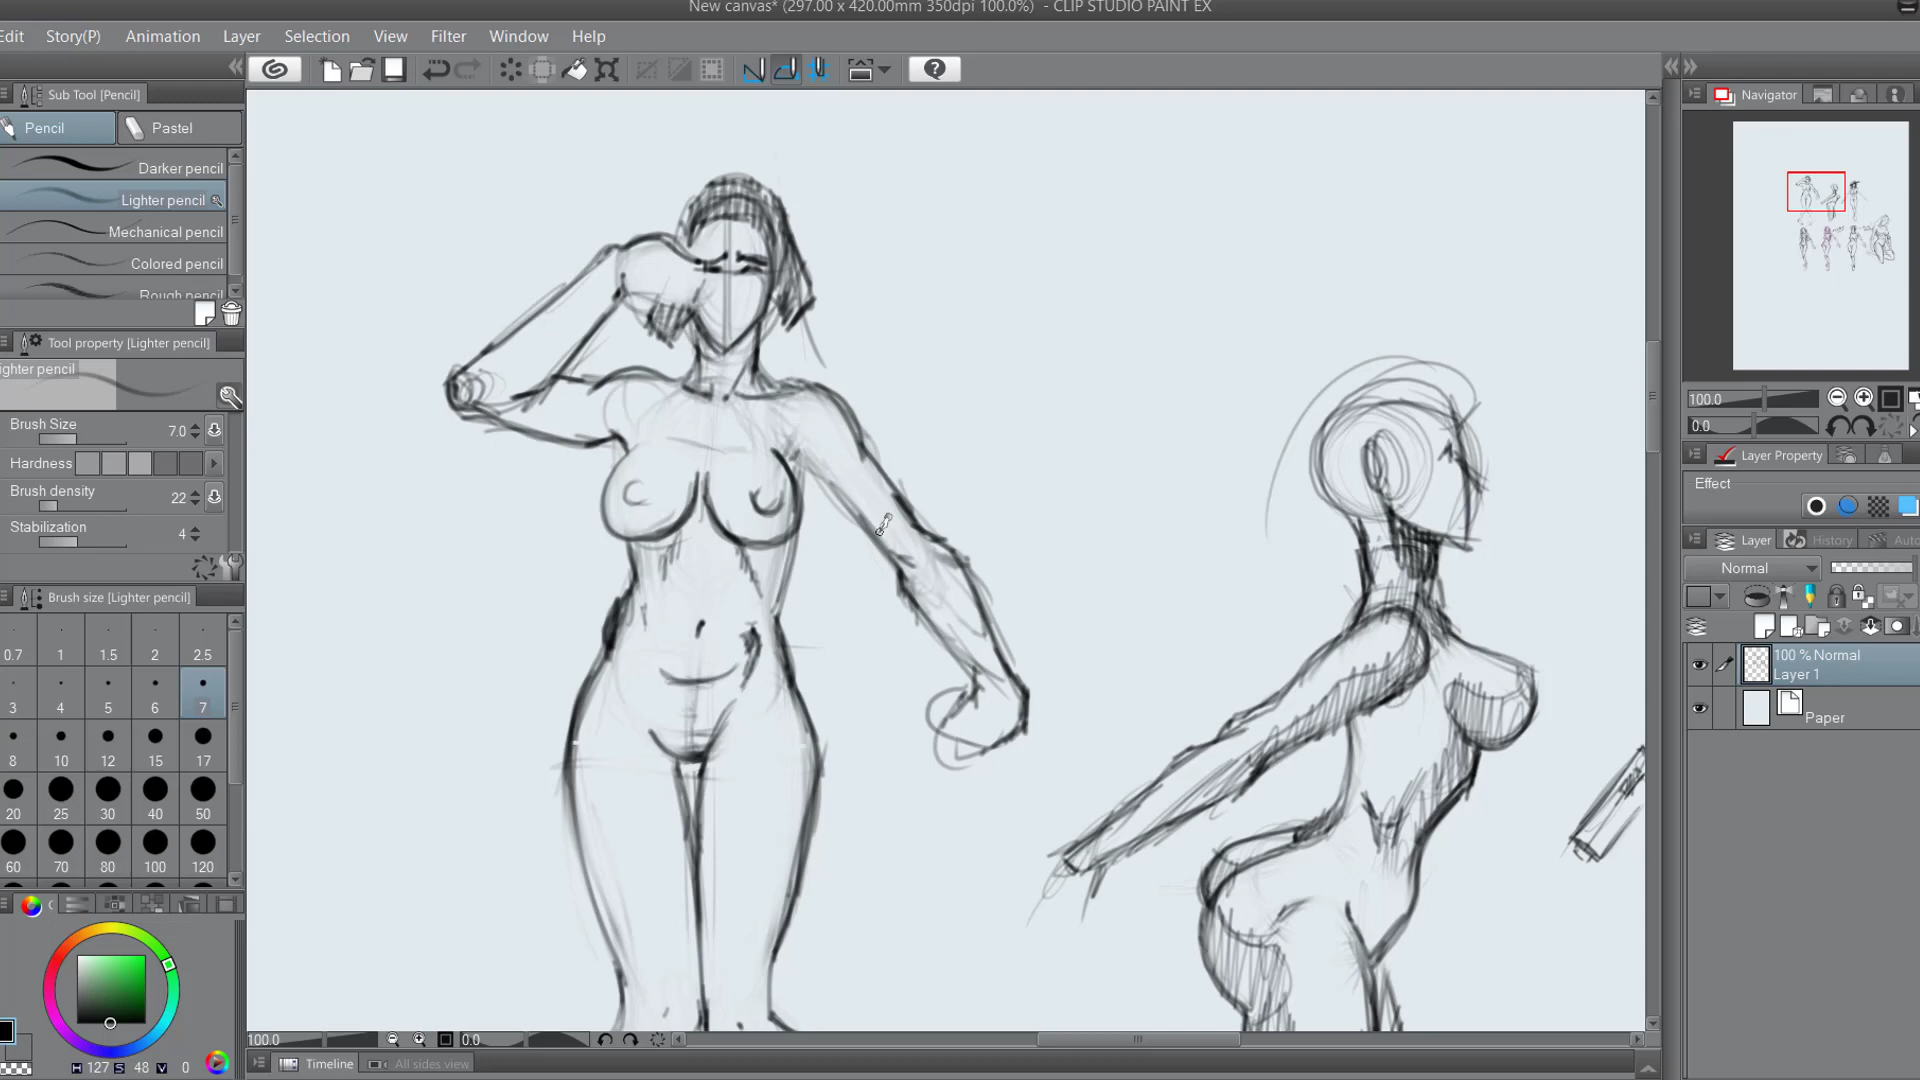 New canvas* (297.00 x 420.00mm 350dpi 100.0%) - CLIP STUDIO PAINT EX
Edit Story(P) Animation Layer Selection View Filter Window Help
Sub Tool [Pencil]
Pencil Pastel
Darker pencil
Lighter pencil
Mechanical pencil
Colored pencil
Rough pencil
Tool property [Lighter pencil]
ighter pencil
Brush Size 7.0
Hardness
Brush density 22
Stabilization 4
Brush size [Lighter pencil]
0.7 1 1.5 2 2.5
3 4 5 6 7
8 10 12 15 17
20 25 30 40 50
60 70 80 100 120
H 127 S 48 V 0
100.0 0.0
Timeline All sides view
Navigator
100.0
0.0
Layer Property
Effect
Layer History Auto
Normal
100 % Normal
Layer 1
Paper